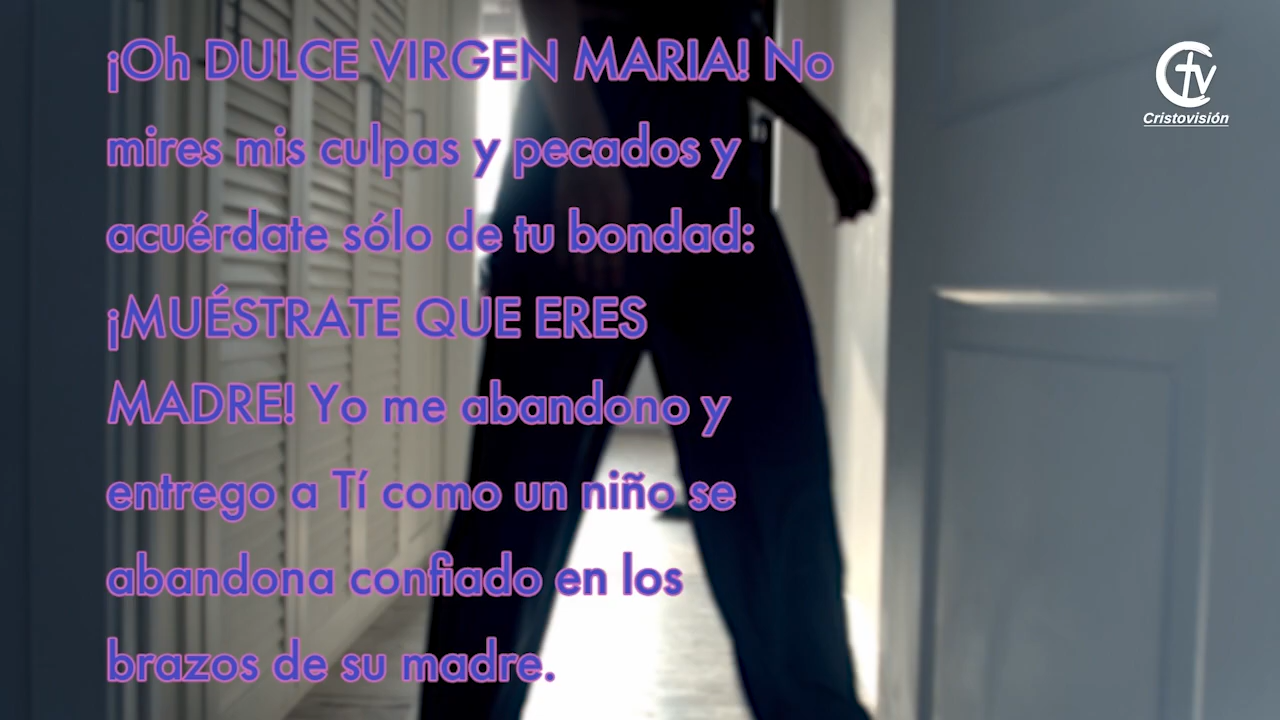 ¡Oh DULCE VIRGEN MARIA! No
mires mis culpas y pecados y
acuérdate sólo de tu bondad:
¡MUÉSTRATE QUE ERES
MADRE! Yo me abandono y
entrego a Tí como un niño se
abandona confiado en los
brazos de su madre.
Ctv
Cristovisión